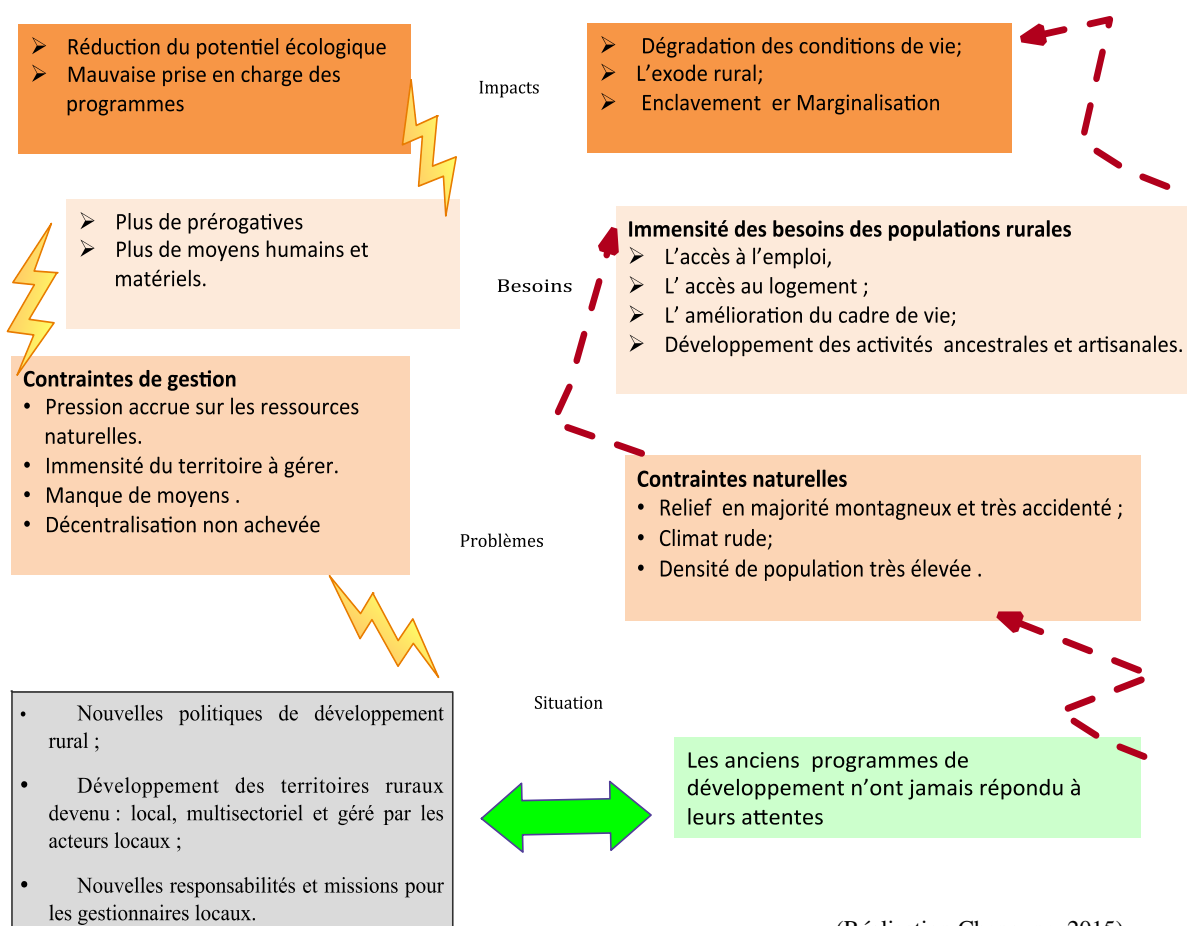 ➢ Réduction du potentiel écologique
➢ Mauvaise prise en charge des
programmes
Impacts
➢ Dégradation des conditions de vie;
➢ L’exode rural;
➢ Enclavement er Marginalisation
➢ Plus de prérogatives
➢ Plus de moyens humains et
matériels.
Besoins
Immensité des besoins des populations rurales
➢ L’accès à l’emploi,
➢ L’ accès au logement ;
➢ L’ amélioration du cadre de vie;
➢ Développement des activités ancestrales et artisanales.
Contraintes de gestion
• Pression accrue sur les ressources
naturelles.
• Immensité du territoire à gérer.
• Manque de moyens .
• Décentralisation non achevée
Problèmes
Contraintes naturelles
• Relief en majorité montagneux et très accidenté ;
• Climat rude;
• Densité de population très élevée .
Situation
• Nouvelles politiques de développement
rural ;
• Développement des territoires ruraux
devenu : local, multisectoriel et géré par les
acteurs locaux ;
• Nouvelles responsabilités et missions pour
les gestionnaires locaux.
Les anciens programmes de
développement n’ont jamais répondu à
leurs attentes
2015)